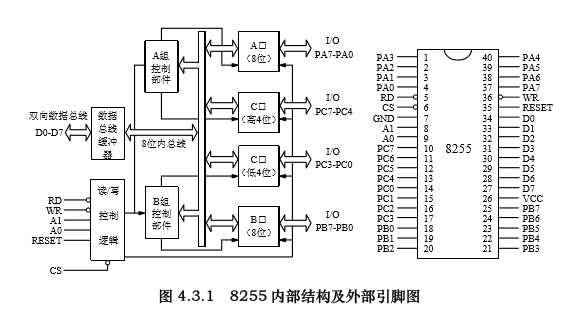 A组
控制
部件
A口
(8位)
I/O
PA7-PA0
C口
(高4位)
I/O
PC7-PC4
双向数据总线
D0-D7
数据
总线
缓冲
器
8位内总线
C口
(低4位)
I/O
PC3-PC0
读/写
控制
逻辑
RD
WR
A1
A0
RESET
CS
B组
控制
部件
B口
(8位)
I/O
PB7-PB0
8255
PA3 1 40 PA4
PA2 2 39 PA5
PA1 3 38 PA6
PA0 4 37 PA7
RD 5 36 WR
CS 6 35 RESET
GND 7 34 D0
A1 8 33 D1
A0 9 32 D2
PC7 10 31 D3
PC6 11 30 D4
PC5 12 29 D5
PC4 13 28 D6
PC0 14 27 D7
PC1 15 26 VCC
PC2 16 25 PB7
PC3 17 24 PB6
PB0 18 23 PB5
PB1 19 22 PB4
PB2 20 21 PB3
图 4.3.1 8255 内部结构及外部引脚图